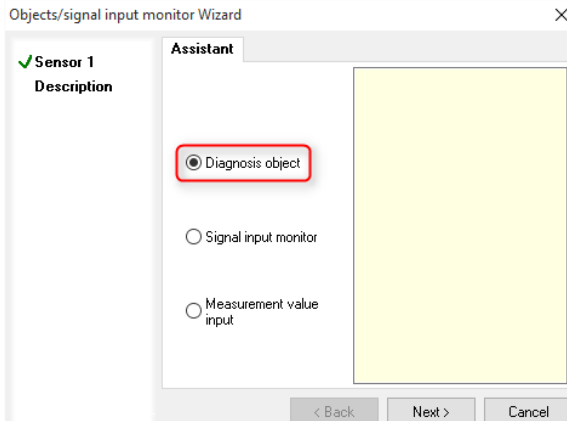 Objects/signal input monitor Wizard
Sensor 1
Description
Assistant
Diagnosis object
Signal input monitor
Measurement value
input
< Back
Next >
Cancel